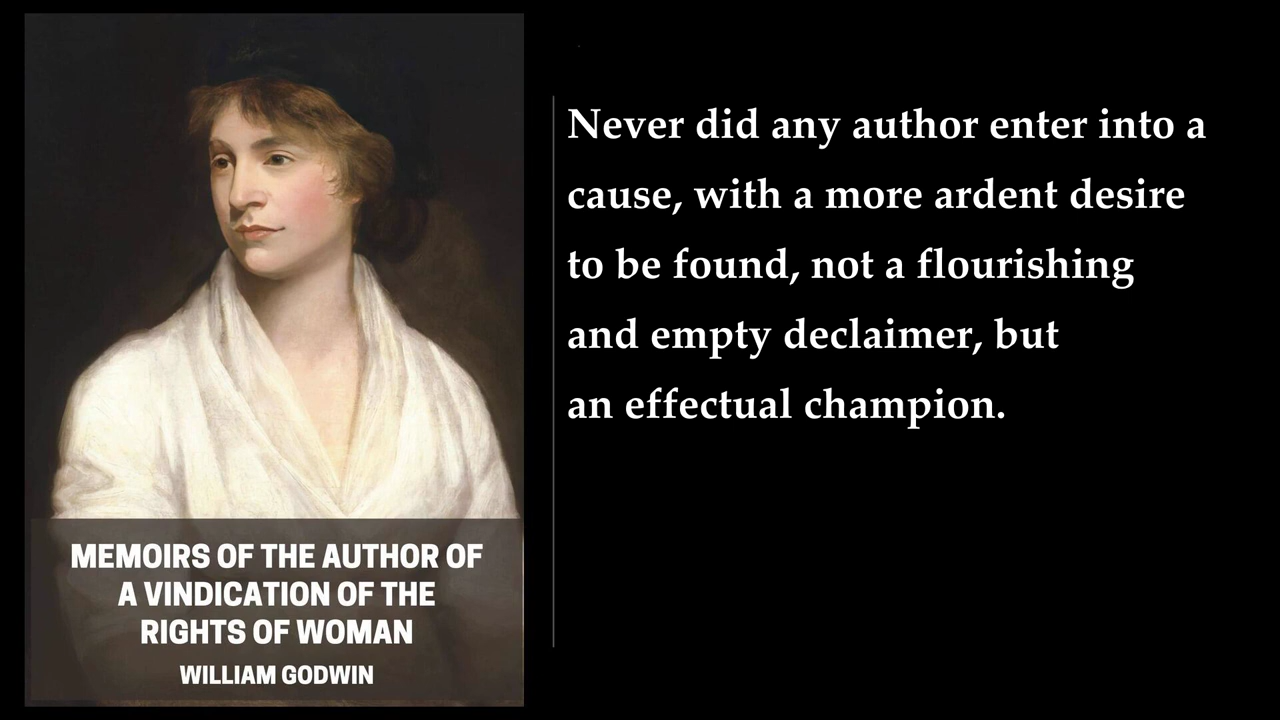 MEMOIRS OF THE AUTHOR OF
A VINDICATION OF THE
RIGHTS OF WOMAN
WILLIAM GODWIN
Never did any author enter into a
cause, with a more ardent desire
to be found, not a flourishing
and empty declaimer, but
an effectual champion.